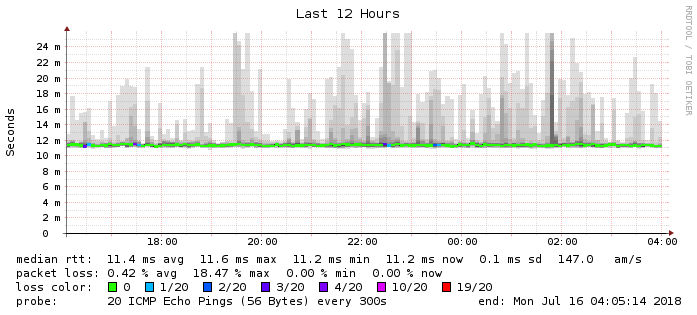 Last 12 Hours
RRDTOOL / TOBI OETIKER
Seconds
24 m
22 m
20 m
18 m
16 m
14 m
12 m
10 m
8 m
6 m
4 m
2 m
0
18:00 20:00 22:00 00:00 02:00 04:00
median rtt: 11.4 ms avg 11.6 ms max 11.2 ms min 11.2 ms now 0.1 ms sd 147.0 am/s
packet loss: 0.42 % avg 18.47 % max 0.00 % min 0.00 % now
loss color: 0 1/20 2/20 3/20 4/20 10/20 19/20
probe: 20 ICMP Echo Pings (56 Bytes) every 300s end: Mon Jul 16 04:05:14 2018